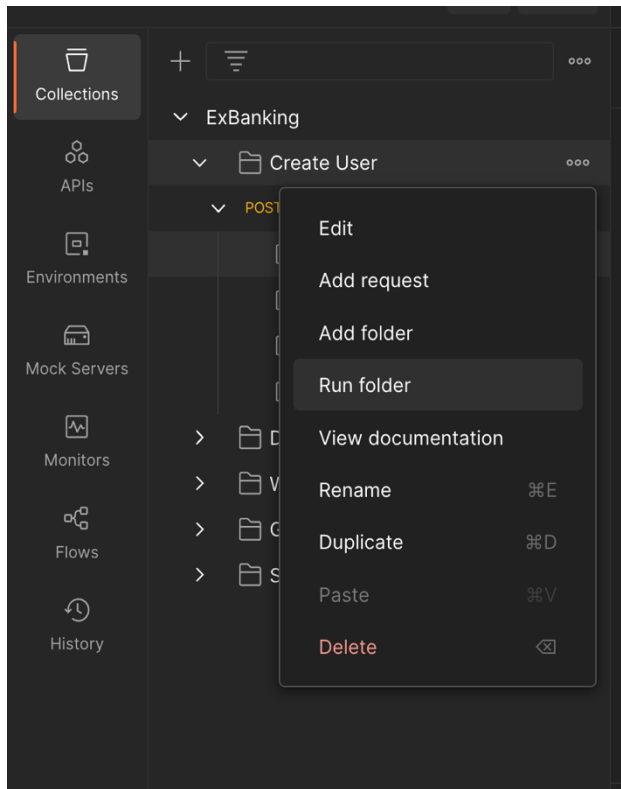 Collections
APIs
Environments
Mock Servers
Monitors
Flows
History
ExBanking
Create User
POST
Edit
Add request
Add folder
Run folder
View documentation
Rename ⌘E
Duplicate ⌘D
Paste ⌘V
Delete ⌫